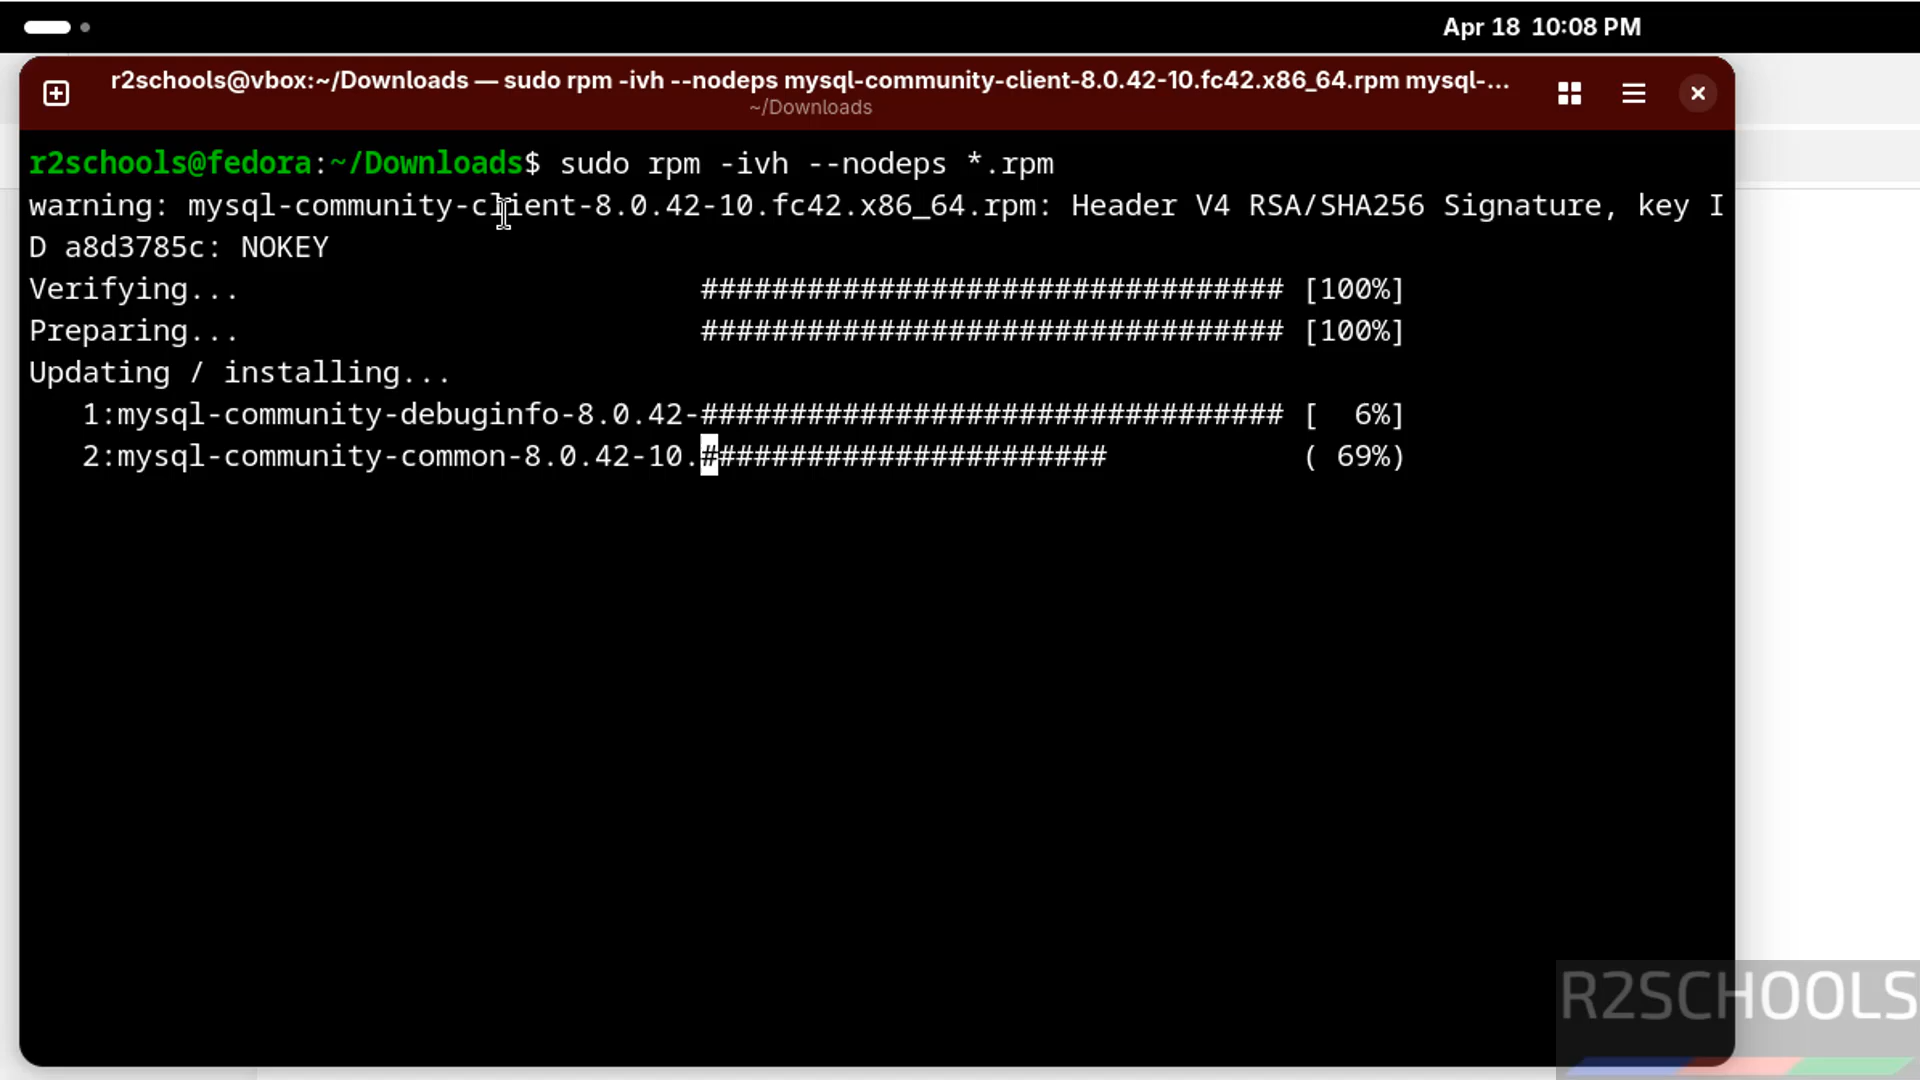 Apr 18 10:08 PM
r2schools@vbox:~/Downloads — sudo rpm -ivh --nodeps mysql-community-client-8.0.42-10.fc42.x86_64.rpm mysql-...
~/Downloads
r2schools@fedora:~/Downloads$ sudo rpm -ivh --nodeps *.rpm
warning: mysql-community-client-8.0.42-10.fc42.x86_64.rpm: Header V4 RSA/SHA256 Signature, key I
D a8d3785c: NOKEY
Verifying... ################################# [100%]
Preparing... ################################# [100%]
Updating / installing...
1:mysql-community-debuginfo-8.0.42-################################# [  6%]
2:mysql-community-common-8.0.42-10.####################### ( 69%)
R2SCHOOLS